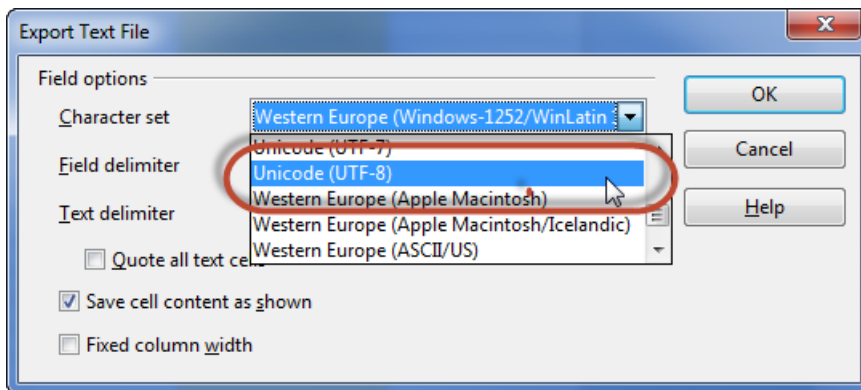 Export Text File
Field options
Character set
Western Europe (Windows-1252/WinLatin
Unicode (UTF-7)
Field delimiter
Unicode (UTF-8)
Western Europe (Apple Macintosh)
Text delimiter
Western Europe (Apple Macintosh/Icelandic)
Western Europe (ASCII/US)
Quote all text cells
Save cell content as shown
Fixed column width
OK
Cancel
Help